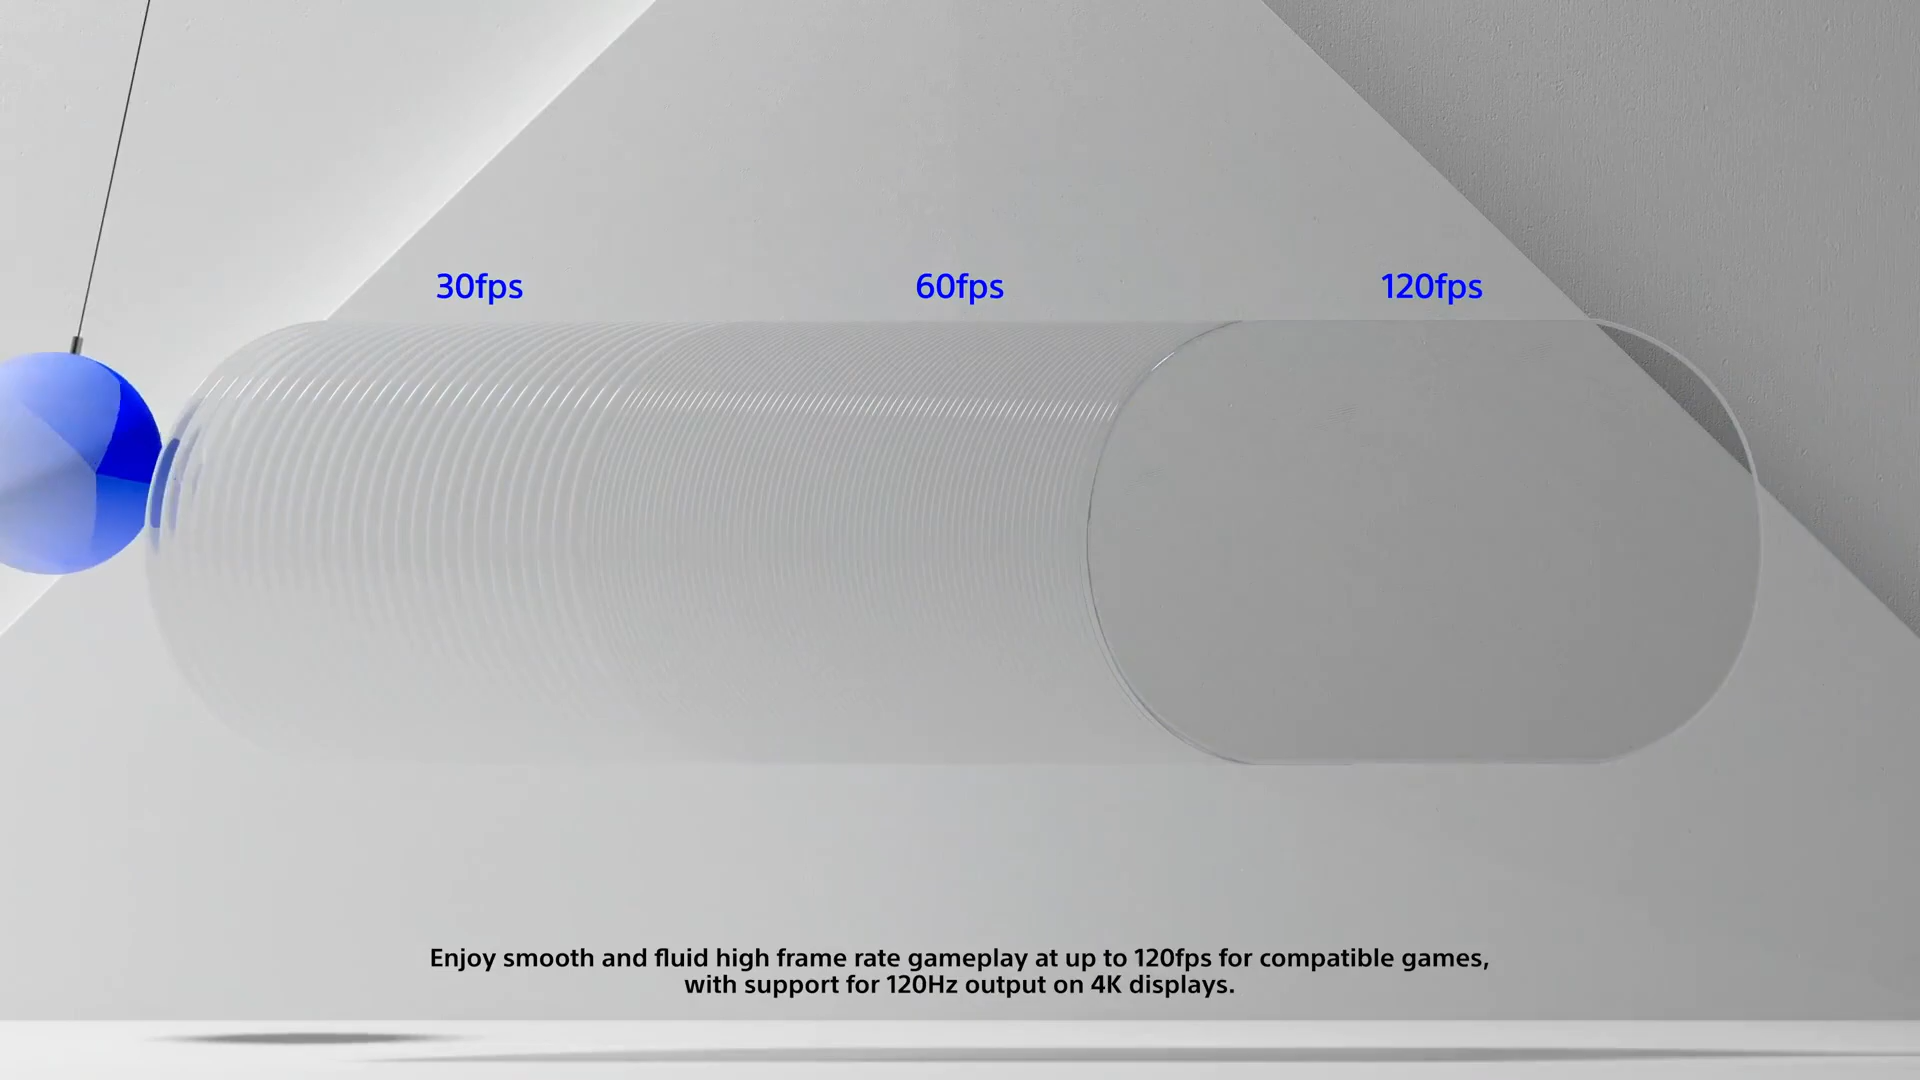 30fps 60fps 120fps
Enjoy smooth and fluid high frame rate gameplay at up to 120fps for compatible games,
with support for 120Hz output on 4K displays.